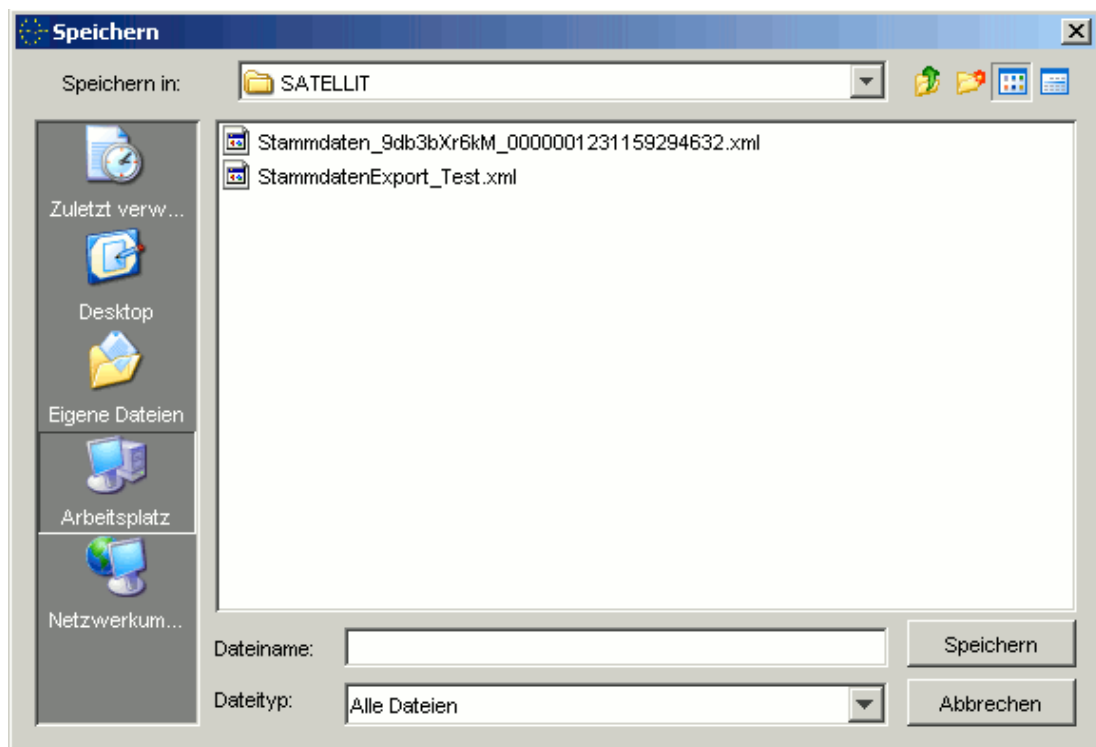 Speichern
Speichern in:
SATELLIT
Zuletzt verw...
Desktop
Eigene Dateien
Arbeitsplatz
Netzwerkum...
Stammdaten_9db3bXr6kM_0000001231159294632.xml
StammdatenExport_Test.xml
Dateiname:
Speichern
Dateityp:
Alle Dateien
Abbrechen